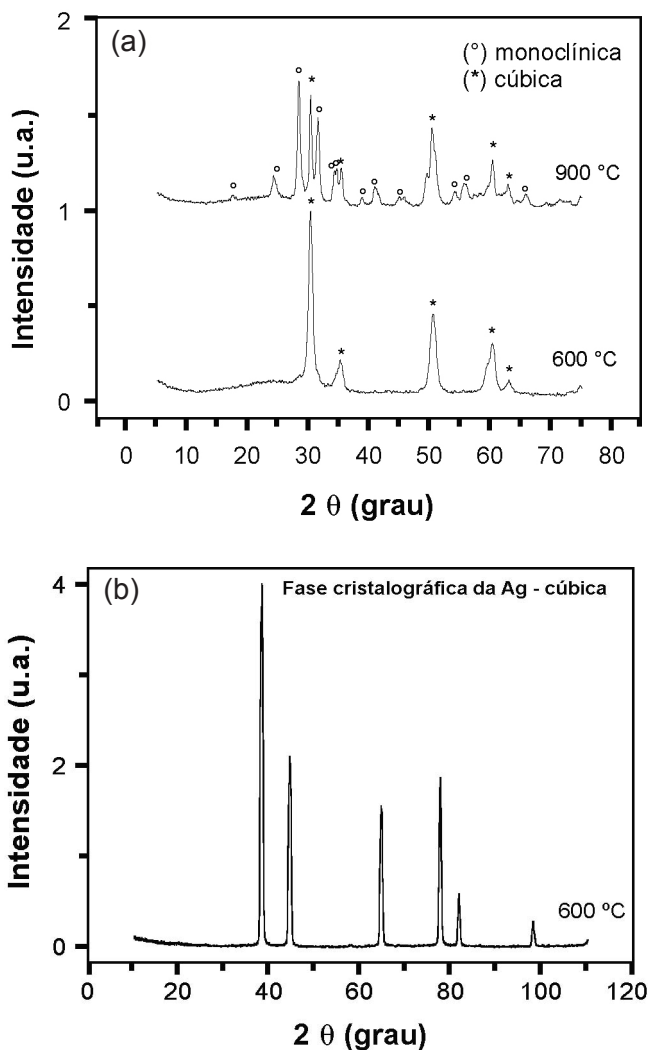 (a)
(°) monoclínica
(*) cúbica
900 °C
600 °C
Intensidade (u.a.)
2
1
0
0 10 20 30 40 50 60 70 80
2 θ (grau)
(b)
Fase cristalográfica da Ag - cúbica
600 ºC
Intensidade (u.a.)
4
2
0
0 20 40 60 80 100 120
2 θ (grau)